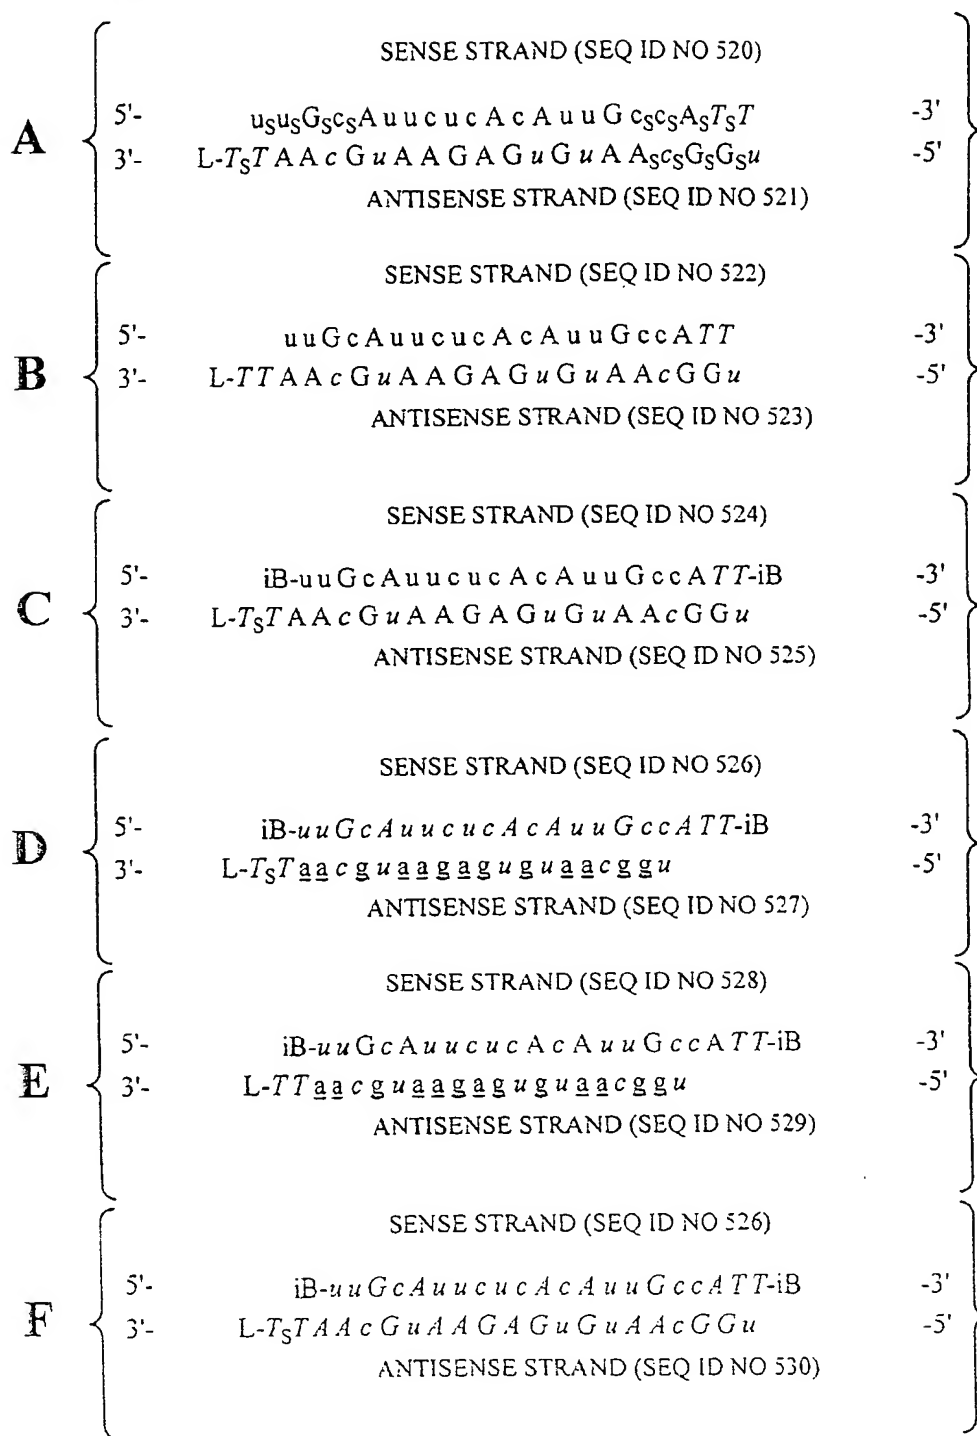 SENSE STRAND (SEQ ID NO 520)
A
5'- usususGscsAuucucAcAuuGcscsAsTsT -3'
3'- L-TsTAAcGuAAGAGuGuAAscsGsGsu -5'
ANTISENSE STRAND (SEQ ID NO 521)
SENSE STRAND (SEQ ID NO 522)
B
5'- uuGcAuucucAcAuuGccATT -3'
3'- L-TTAAcGuAAGAGuGuAAcGGu -5'
ANTISENSE STRAND (SEQ ID NO 523)
SENSE STRAND (SEQ ID NO 524)
C
5'- iB-uuGcAuucucAcAuuGccATT-iB -3'
3'- L-TsTAAcGuAAGAGuGuAAcGGu -5'
ANTISENSE STRAND (SEQ ID NO 525)
SENSE STRAND (SEQ ID NO 526)
D
5'- iB-uuGcAuucucAcAuuGccATT-iB -3'
3'- L-TsTaacguaagaguguaacggu -5'
ANTISENSE STRAND (SEQ ID NO 527)
SENSE STRAND (SEQ ID NO 528)
E
5'- iB-uuGcAuucucAcAuuGccATT-iB -3'
3'- L-TTaacguaagaguguaacggu -5'
ANTISENSE STRAND (SEQ ID NO 529)
SENSE STRAND (SEQ ID NO 526)
F
5'- iB-uuGcAuucucAcAuuGccATT-iB -3'
3'- L-TsTAAcGuAAGAGuGuAAcGGu -5'
ANTISENSE STRAND (SEQ ID NO 530)